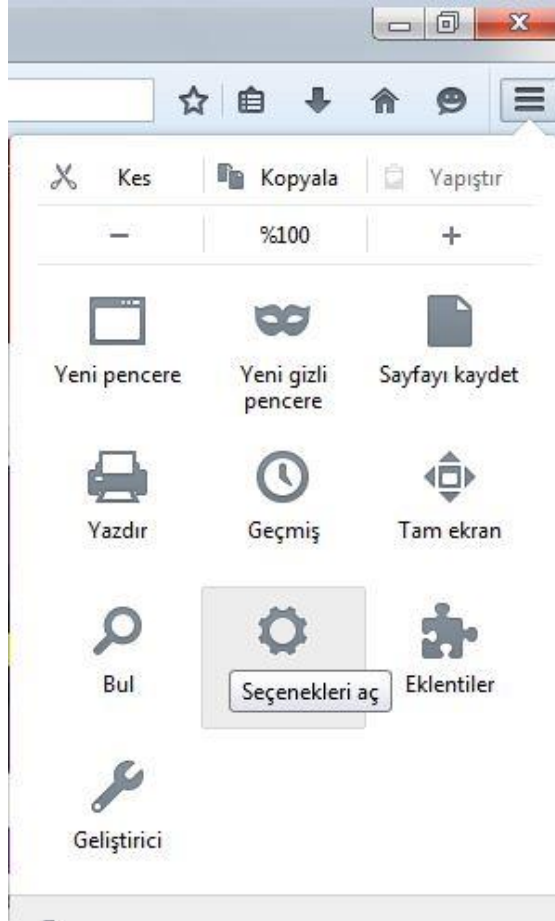 Kes Kopyala Yapıştır
%100
Yeni pencere Yeni gizli pencere Sayfayı kaydet
Yazdır Geçmiş Tam ekran
Bul Seçenekleri aç Eklentiler
Geliştirici